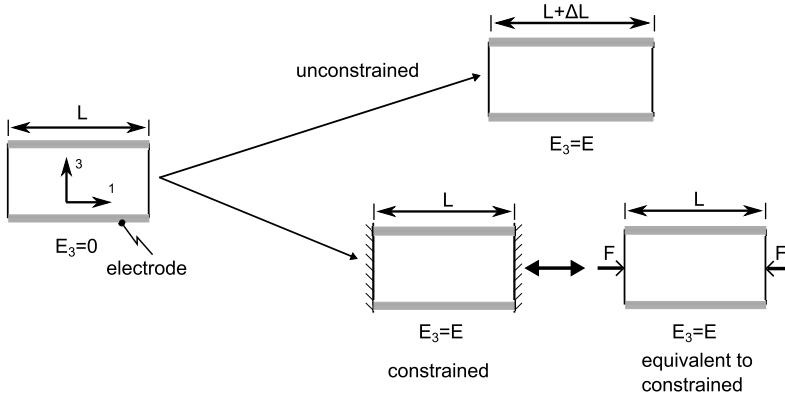 L+ΔL
unconstrained
E₃=E
L
3
1
E₃=0
electrode
L
E₃=E
constrained
L
F
F
E₃=E
equivalent to
constrained